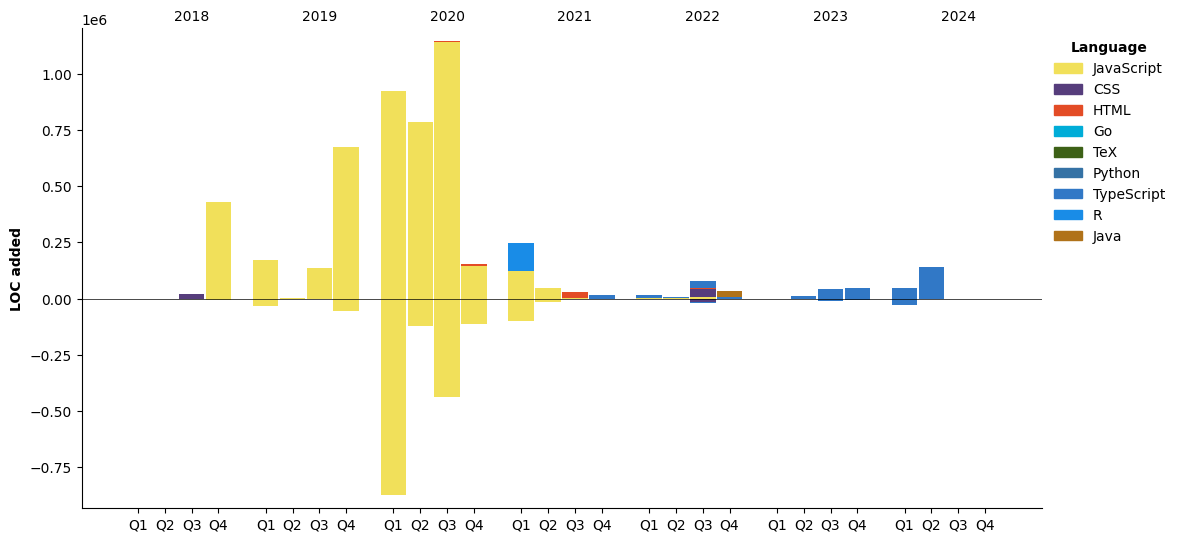 1e6
2018 2019 2020 2021 2022 2023 2024
LOC added
1.00
0.75
0.50
0.25
0.00
−0.25
−0.50
−0.75
Q1 Q2 Q3 Q4 Q1 Q2 Q3 Q4 Q1 Q2 Q3 Q4 Q1 Q2 Q3 Q4 Q1 Q2 Q3 Q4 Q1 Q2 Q3 Q4 Q1 Q2 Q3 Q4
Language
JavaScript
CSS
HTML
Go
TeX
Python
TypeScript
R
Java